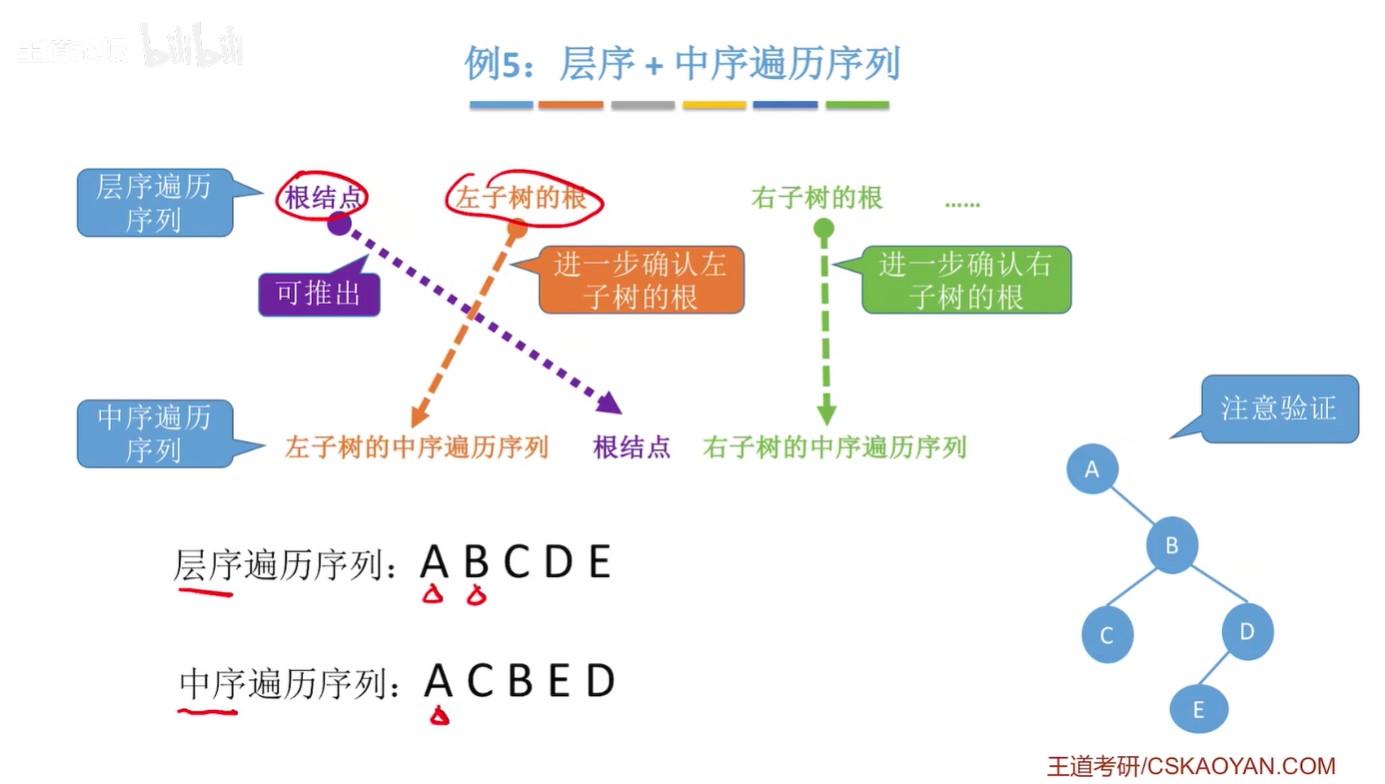 bilibili
例5：层序 + 中序遍历序列
层序遍历
序列
根结点
左子树的根
右子树的根
……
可推出
进一步确认左
子树的根
进一步确认右
子树的根
中序遍历
序列
左子树的中序遍历序列
根结点
右子树的中序遍历序列
注意验证
A
B
C
D
E
层序遍历序列：A B C D E
中序遍历序列：A C B E D
王道考研/CSKAOYAN.COM